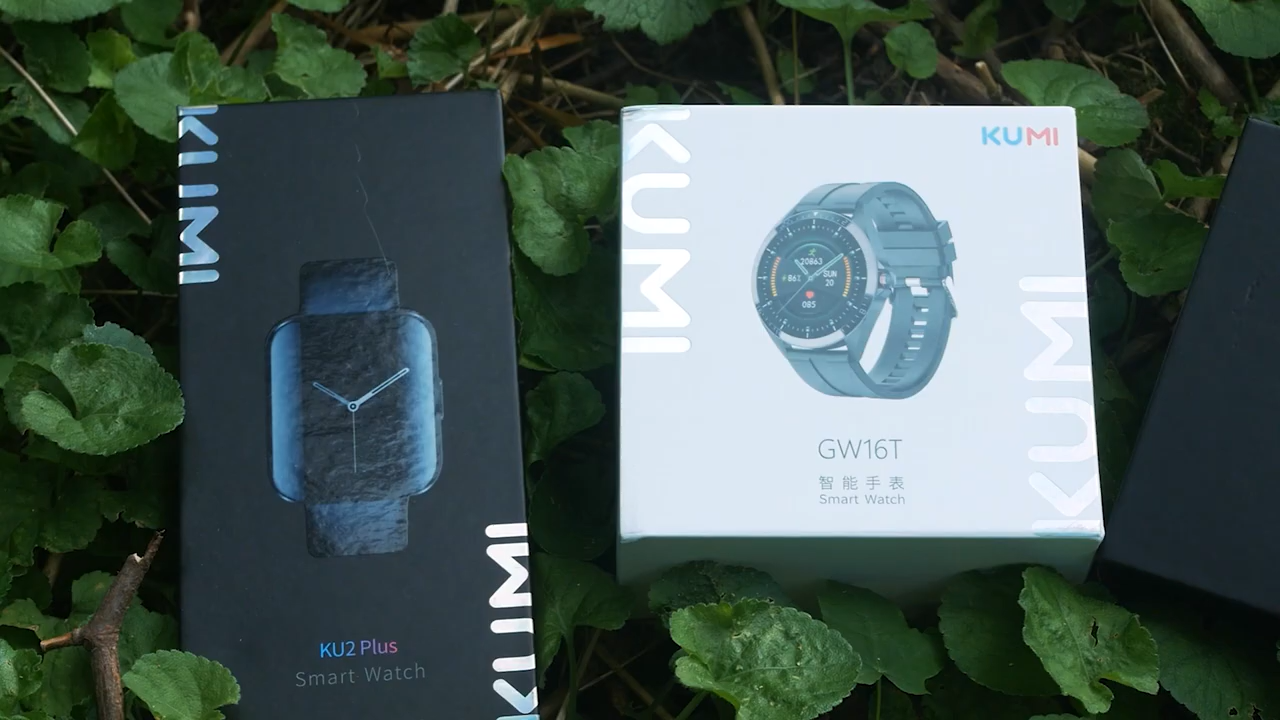 KUMI
KU2 Plus
Smart Watch
KUMI
KUMI
KUMI
20863
86%
SUN
20
085
GW16T
智能手表
Smart Watch
KUMI